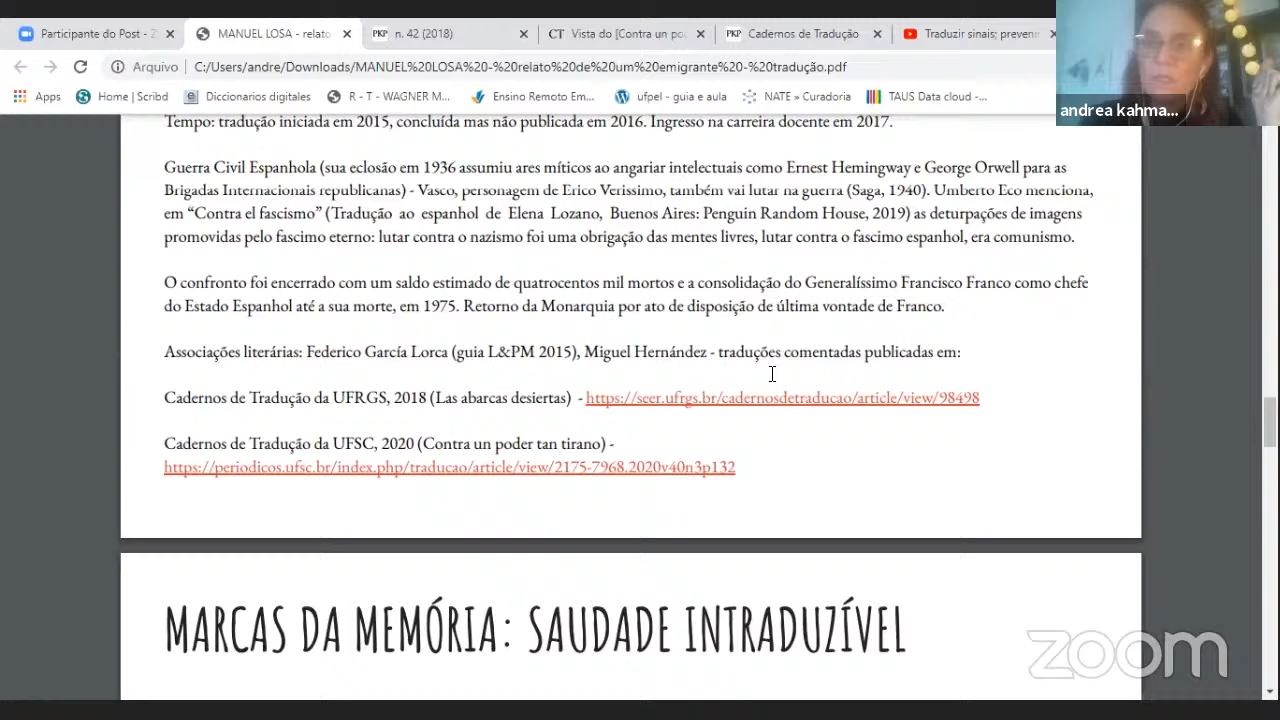 Participante do Post - Z
MANUEL LOSA - relato
PKP n. 42 (2018)
CT Vista do [Contra un po
PKP Cadernos de Tradução
Traduzir sinais; preveni
Arquivo C:/Users/andre/Downloads/MANUEL%20LOSA%20-%20relato%20de%20um%20emigrante%20-%20tradução.pdf
Apps Home | Scribd Diccionarios digitales R - T - WAGNER M... Ensino Remoto Em... ufpel - guia e aula NATE » Curadoria TAUS Data cloud -...
andrea kahma...
Tempo: tradução iniciada em 2015, concluída mas não publicada em 2016. Ingresso na carreira docente em 2017.
Guerra Civil Espanhola (sua eclosão em 1936 assumiu ares míticos ao angariar intelectuais como Ernest Hemingway e George Orwell para as
Brigadas Internacionais republicanas) - Vasco, personagem de Erico Verissimo, também vai lutar na guerra (Saga, 1940). Umberto Eco menciona,
em “Contra el fascismo” (Tradução ao espanhol de Elena Lozano, Buenos Aires: Penguin Random House, 2019) as deturpações de imagens
promovidas pelo fascimo eterno: lutar contra o nazismo foi uma obrigação das mentes livres, lutar contra o fascimo espanhol, era comunismo.
O confronto foi encerrado com um saldo estimado de quatrocentos mil mortos e a consolidação do Generalíssimo Francisco Franco como chefe
do Estado Espanhol até a sua morte, em 1975. Retorno da Monarquia por ato de disposição de última vontade de Franco.
Associações literárias: Federico García Lorca (guia L&PM 2015), Miguel Hernández - traduções comentadas publicadas em:
Cadernos de Tradução da UFRGS, 2018 (Las abarcas desiertas) - https://seer.ufrgs.br/cadernosdetraducao/article/view/98498
Cadernos de Tradução da UFSC, 2020 (Contra un poder tan tirano) -
https://periodicos.ufsc.br/index.php/traducao/article/view/2175-7968.2020v40n3p132
MARCAS DA MEMÓRIA: SAUDADE INTRADUZÍVEL
zoom